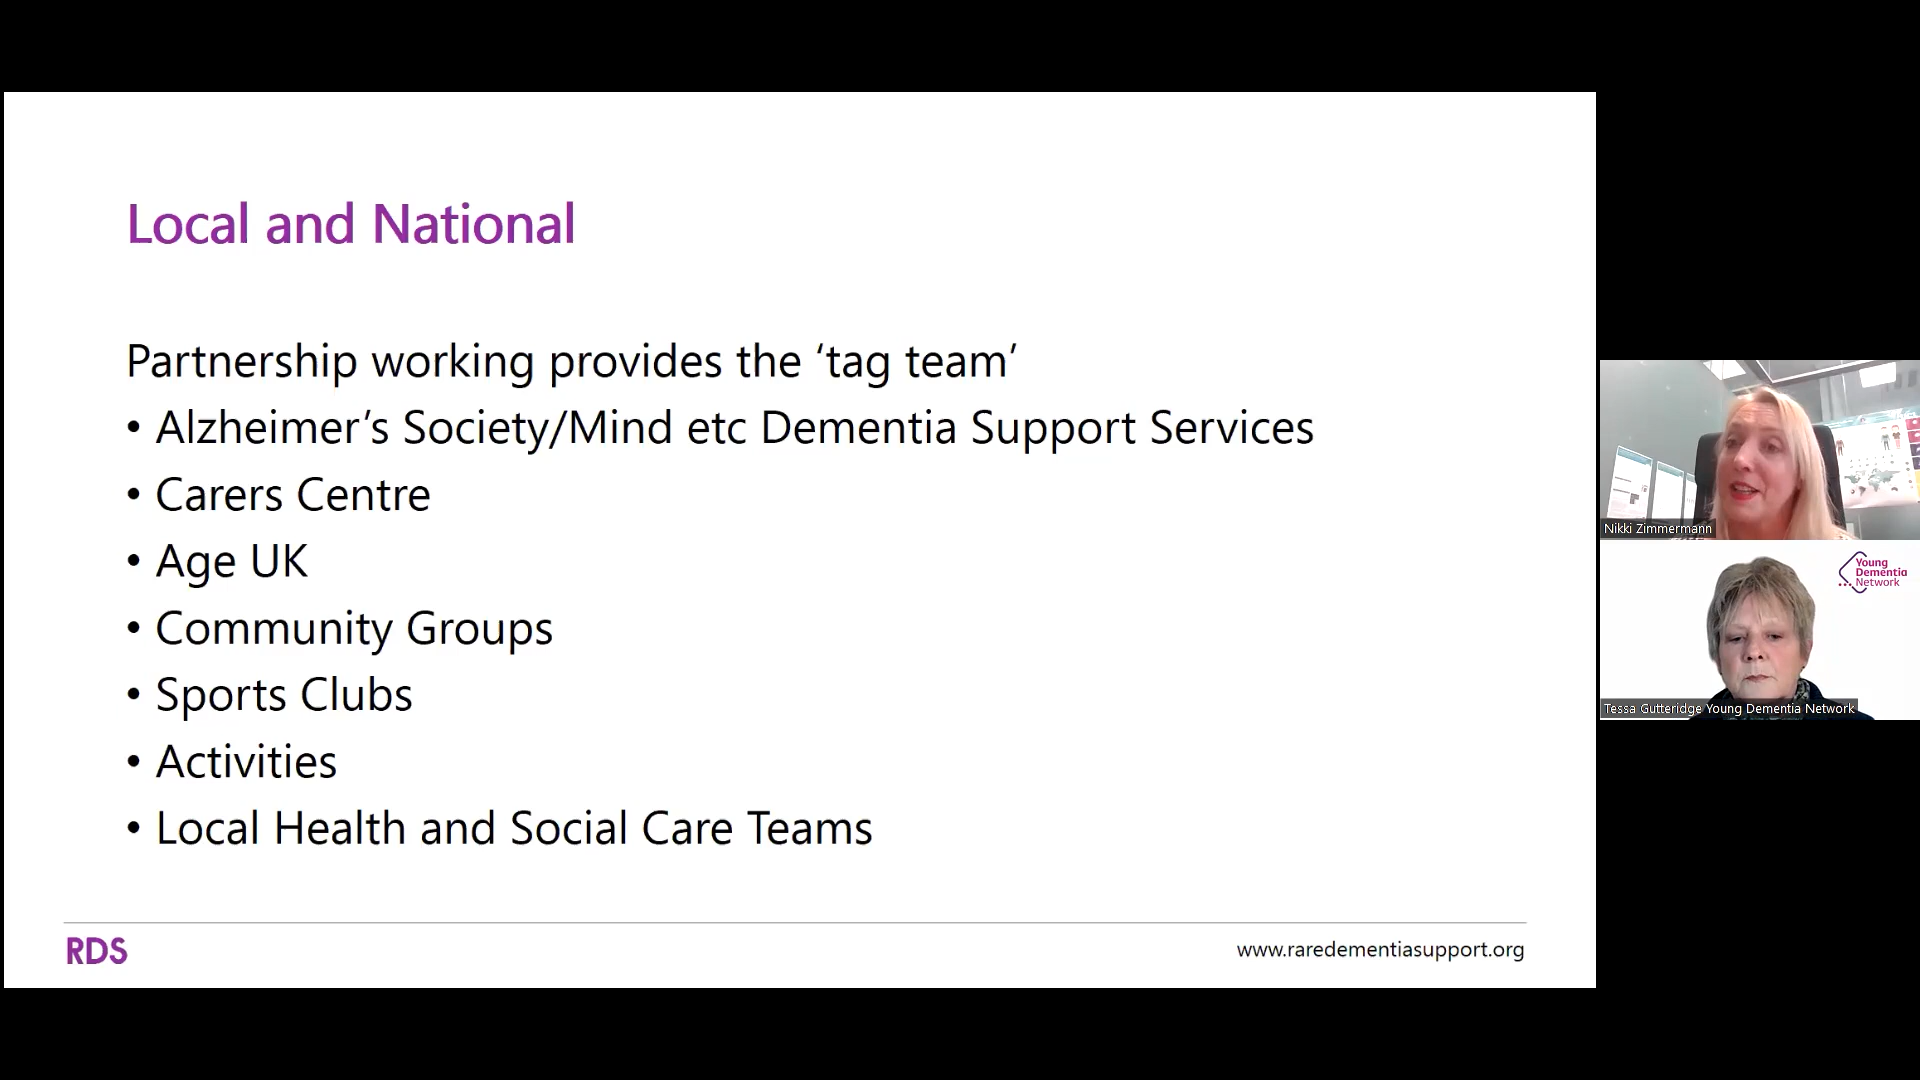 Local and National
Partnership working provides the ‘tag team’
• Alzheimer’s Society/Mind etc Dementia Support Services
• Carers Centre
• Age UK
• Community Groups
• Sports Clubs
• Activities
• Local Health and Social Care Teams
RDS
www.raredementiasupport.org
Nikki Zimmermann
Young
Dementia
Network
Tessa Gutteridge Young Dementia Network